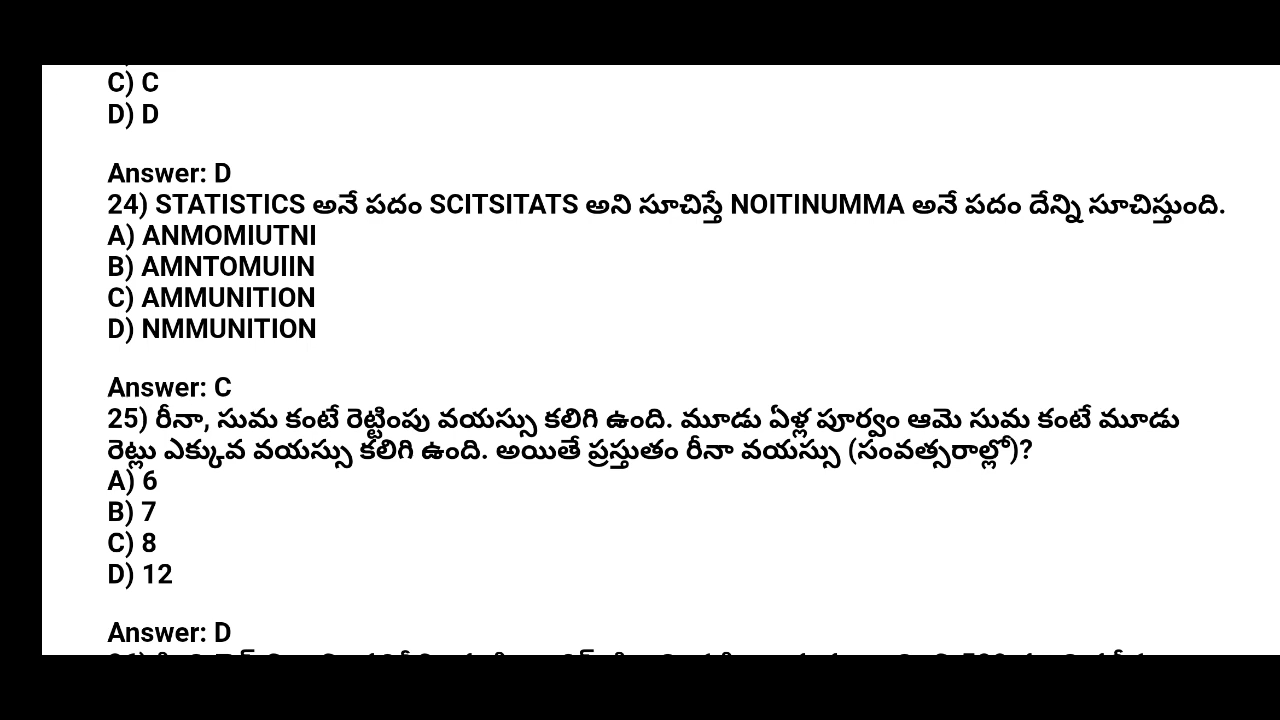 C) C
D) D
Answer: D
24) STATISTICS అనే పదం SCITSITATS అని సూచిస్తే NOITINUMMA అనే పదం దేన్ని సూచిస్తుంది.
A) ANMOMIUTNI
B) AMNTOMUIIN
C) AMMUNITION
D) NMMUNITION
Answer: C
25) రీనా, సుమ కంటే రెట్టింపు వయస్సు కలిగి ఉంది. మూడు ఏళ్ల పూర్వం ఆమె సుమ కంటే మూడు
రెట్లు ఎక్కువ వయస్సు కలిగి ఉంది. అయితే ప్రస్తుతం రీనా వయస్సు (సంవత్సరాల్లో)?
A) 6
B) 7
C) 8
D) 12
Answer: D